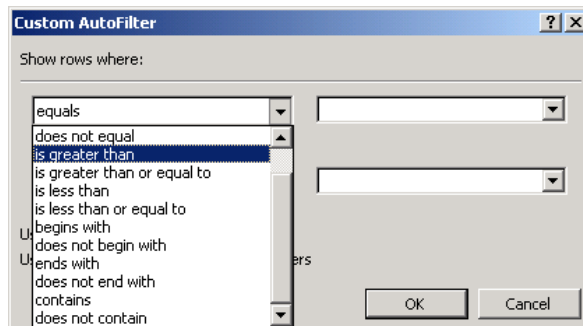 Custom AutoFilter
Show rows where:
equals
does not equal
is greater than
is greater than or equal to
is less than
is less than or equal to
begins with
does not begin with
ends with
does not end with
contains
does not contain
OK
Cancel